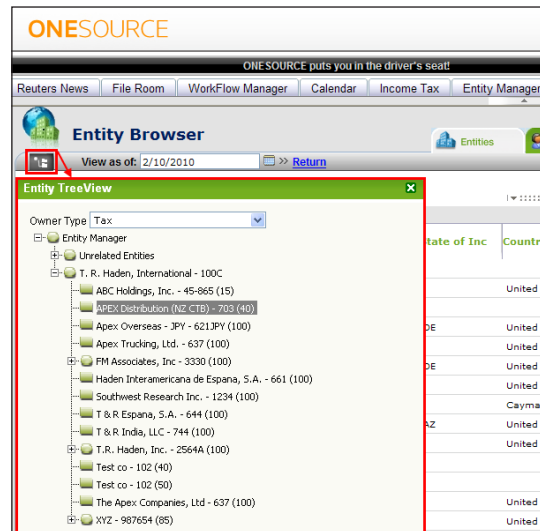 ONESOURCE
ONESOURCE puts you in the driver's seat!
Reuters News File Room WorkFlow Manager Calendar Income Tax Entity Manager
Entity Browser
Entities
View as of: 2/10/2010 >> Return
Entity TreeView
Owner Type Tax
Entity Manager
Unrelated Entities
T. R. Haden, International - 100C
ABC Holdings, Inc. - 45-865 (15)
APEX Distribution (NZ CTB) - 703 (40)
Apex Overseas - JPY - 621JPY (100)
Apex Trucking, Ltd. - 637 (100)
FM Associates, Inc - 3330 (100)
Haden Interamericana de Espana, S.A. - 661 (100)
Southwest Research Inc. - 1234 (100)
T & R Espana, S.A. - 644 (100)
T & R India, LLC - 744 (100)
T.R. Haden, Inc. - 2564A (100)
Test co - 102 (40)
Test co - 102 (50)
The Apex Companies, Ltd - 637 (100)
XYZ - 987654 (85)
tate of Inc Countr
United
DE United
United
DE United
United
Cayma
AZ United
United
United
United